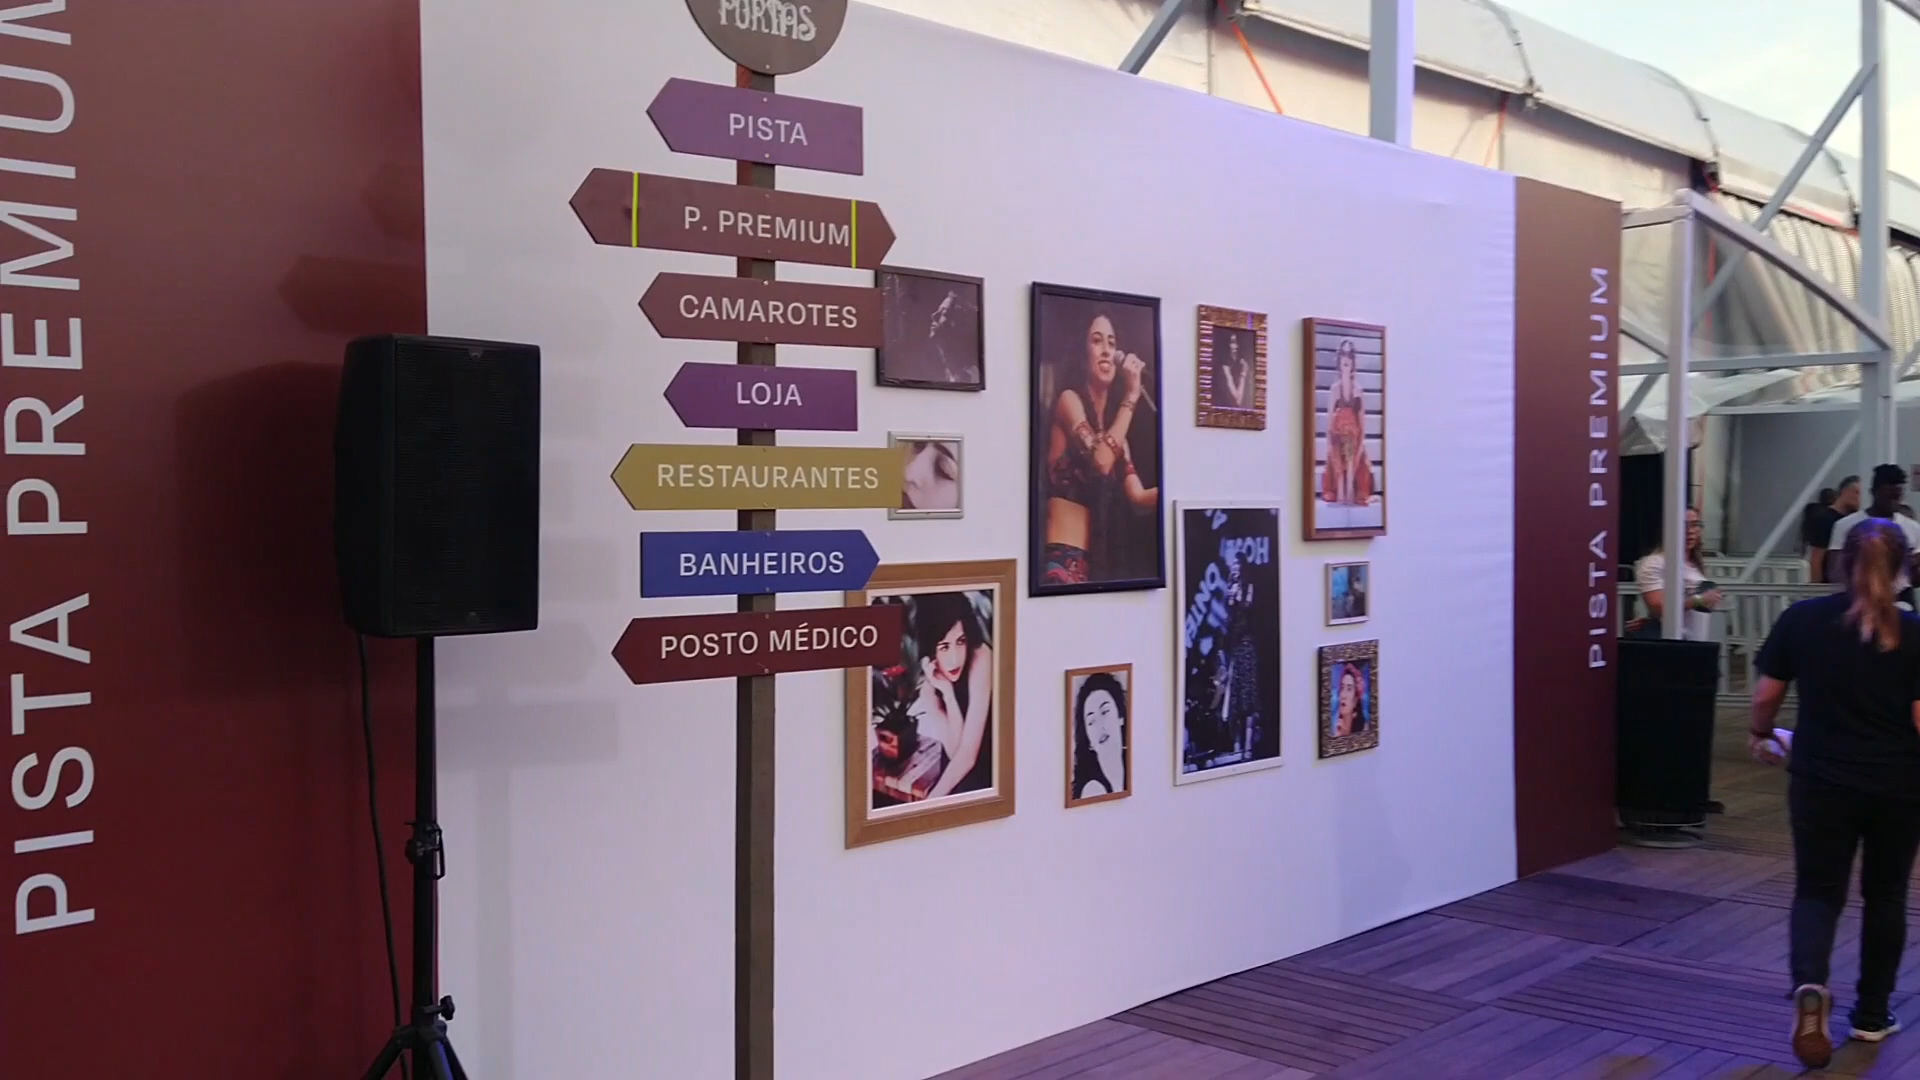 PORTAS
PISTA
P. PREMIUM
CAMAROTES
LOJA
RESTAURANTES
BANHEIROS
POSTO MÉDICO
PISTA PREMIUM
PISTA PREMIUM